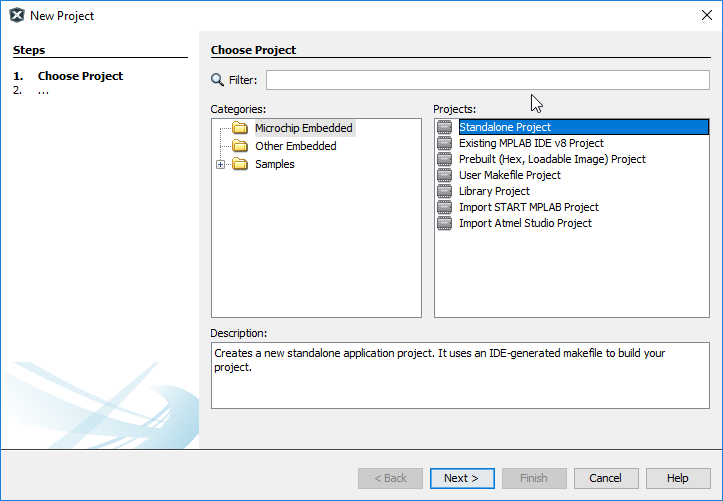 New Project
Steps
1. Choose Project
2. ...
Choose Project
Filter:
Categories:
Microchip Embedded
Other Embedded
Samples
Projects:
Standalone Project
Existing MPLAB IDE v8 Project
Prebuilt (Hex, Loadable Image) Project
User Makefile Project
Library Project
Import START MPLAB Project
Import Atmel Studio Project
Description:
Creates a new standalone application project. It uses an IDE-generated makefile to build your
project.
< Back
Next >
Finish
Cancel
Help